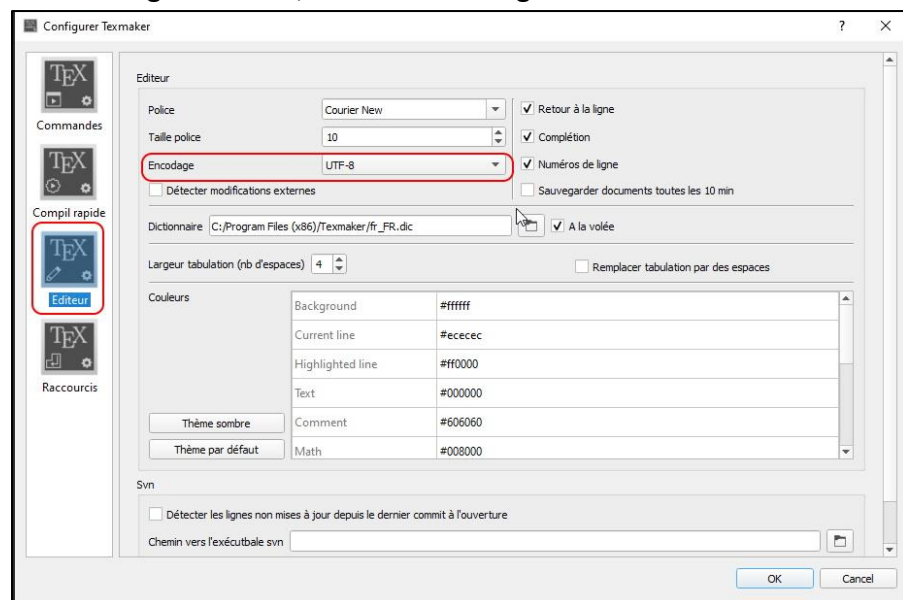 Configurer Texmaker
?
TEX
Commandes
TEX
Compil rapide
TEX
Editeur
TEX
Raccourcis
Editeur
Police Courier New Retour à la ligne
Taille police 10 Complétion
Encodage UTF-8 Numéros de ligne
Détecter modifications externes Sauvegarder documents toutes les 10 min
Dictionnaire C:/Program Files (x86)/Texmaker/fr_FR.dic A la volée
Largeur tabulation (nb d'espaces) 4 Remplacer tabulation par des espaces
Couleurs
Background #ffffff
Current line #ececec
Highlighted line #ff0000
Text #000000
Thème sombre Comment #606060
Thème par défaut Math #008000
Svn
Détecter les lignes non mises à jour depuis le dernier commit à l'ouverture
Chemin vers l'exécutbale svn
OK Cancel